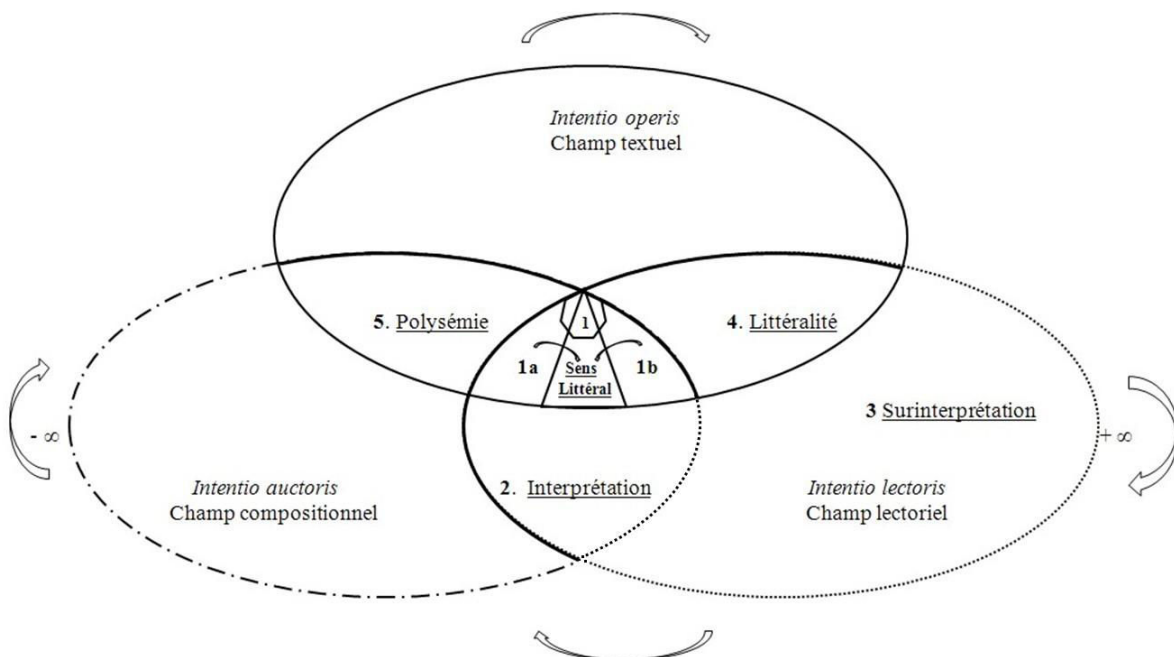 Intentio operis
Champ textuel
5. Polysémie
1
4. Littéralité
1a
Sens
Littéral
1b
3 Surinterprétation
- ∞
+ ∞
Intentio auctoris
Champ compositionnel
2. Interprétation
Intentio lectoris
Champ lectoriel